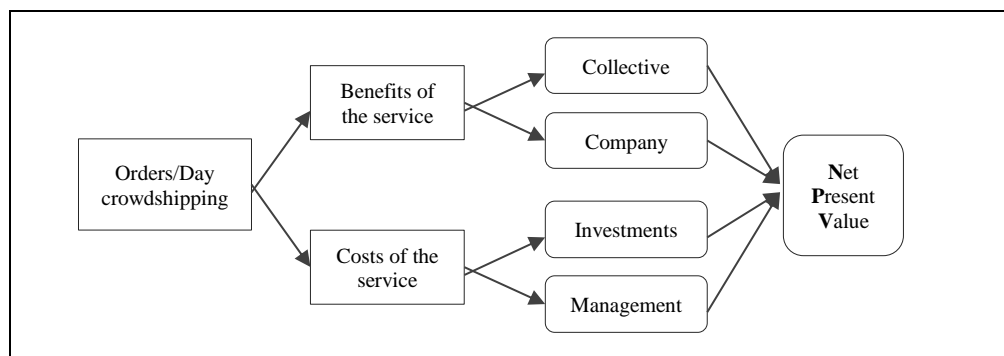 Orders/Day
crowdshipping
Benefits of
the service
Costs of the
service
Collective
Company
Investments
Management
Net
Present
Value